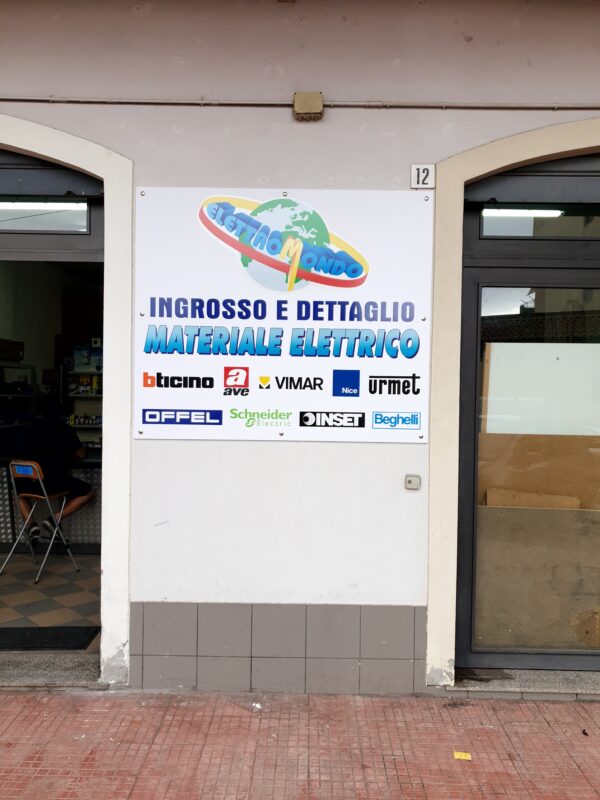 12
ELETTROMONDO
INGROSSO E DETTAGLIO
MATERIALE ELETTRICO
bticino ave VIMAR Nice urmet
OFFEL Schneider Electric INSET Beghelli